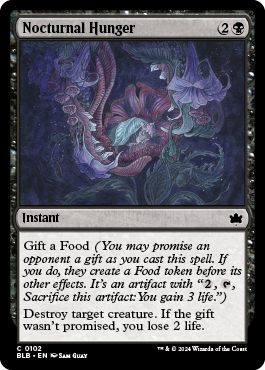 Nocturnal Hunger 2
Instant
Gift a Food (You may promise an
opponent a gift as you cast this spell. If
you do, they create a Food token before its
other effects. It's an artifact with “2, ,
Sacrifice this artifact: You gain 3 life.”)
Destroy target creature. If the gift
wasn't promised, you lose 2 life.
C 0102
BLB • EN Sam Guay
™ & © 2024 Wizards of the Coast